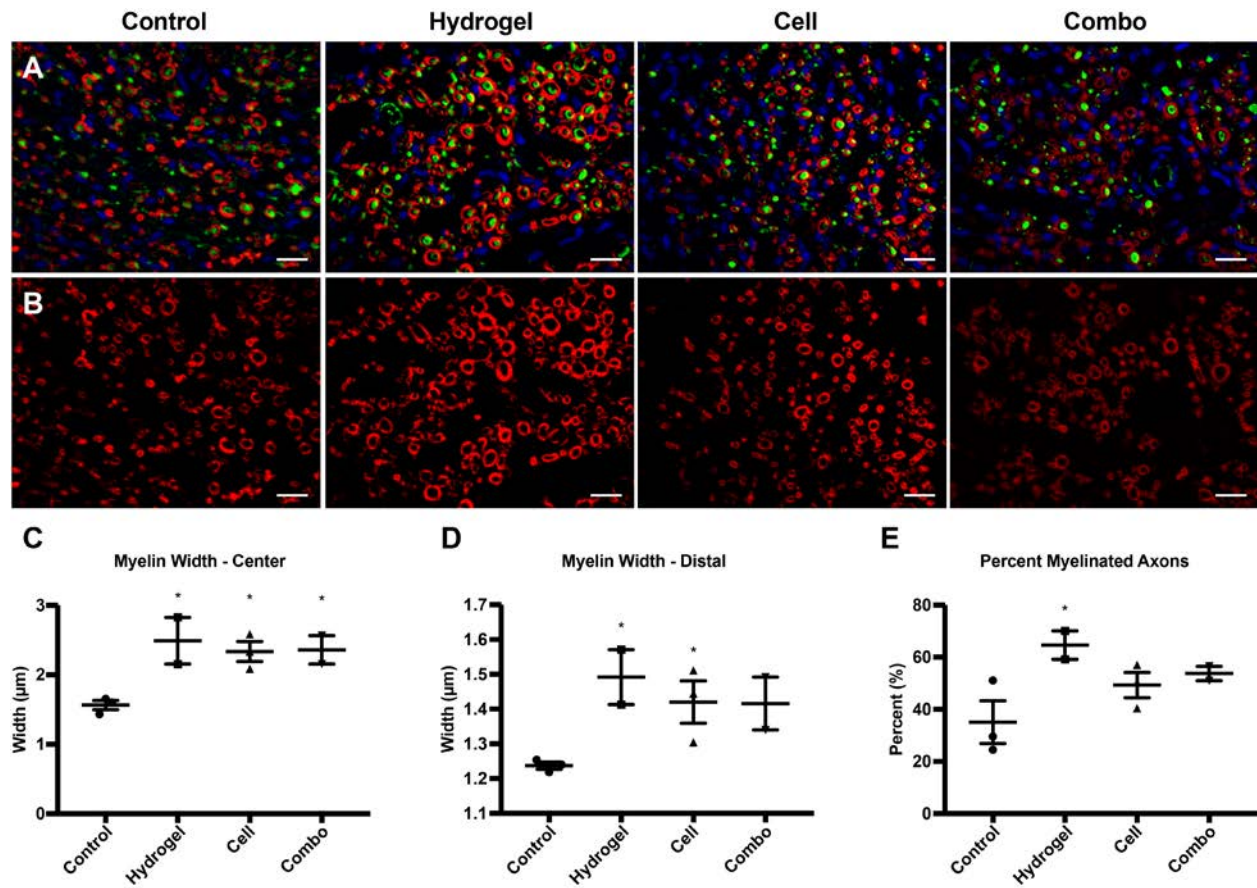 Control Hydrogel Cell Combo
A
B
C
Myelin Width - Center
*
*
*
3
2
1
0
Width (µm)
Control
Hydrogel
Cell
Combo
D
Myelin Width - Distal
*
*
1.7
1.6
1.5
1.4
1.3
1.2
1.1
Width (µm)
Control
Hydrogel
Cell
Combo
E
Percent Myelinated Axons
*
80
60
40
20
0
Percent (%)
Control
Hydrogel
Cell
Combo